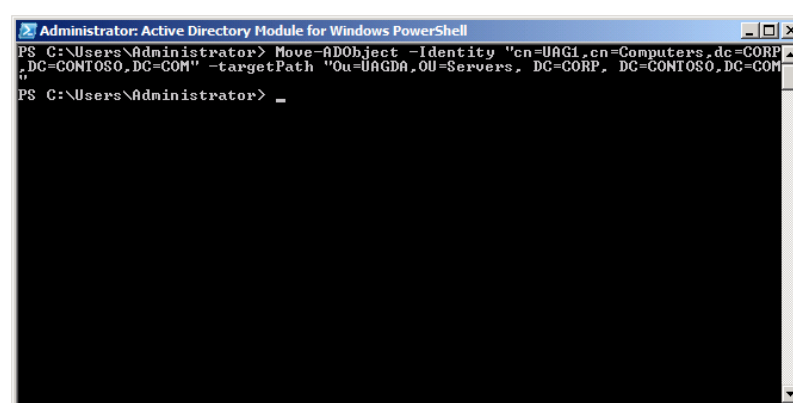 Administrator: Active Directory Module for Windows PowerShell
PS C:\Users\Administrator> Move-ADObject -Identity "cn=UAG1,cn=Computers,dc=CORP
,DC=CONTOSO,DC=COM" -targetPath "Ou=UAGDA,OU=Servers, DC=CORP, DC=CONTOSO,DC=COM
"
PS C:\Users\Administrator> _